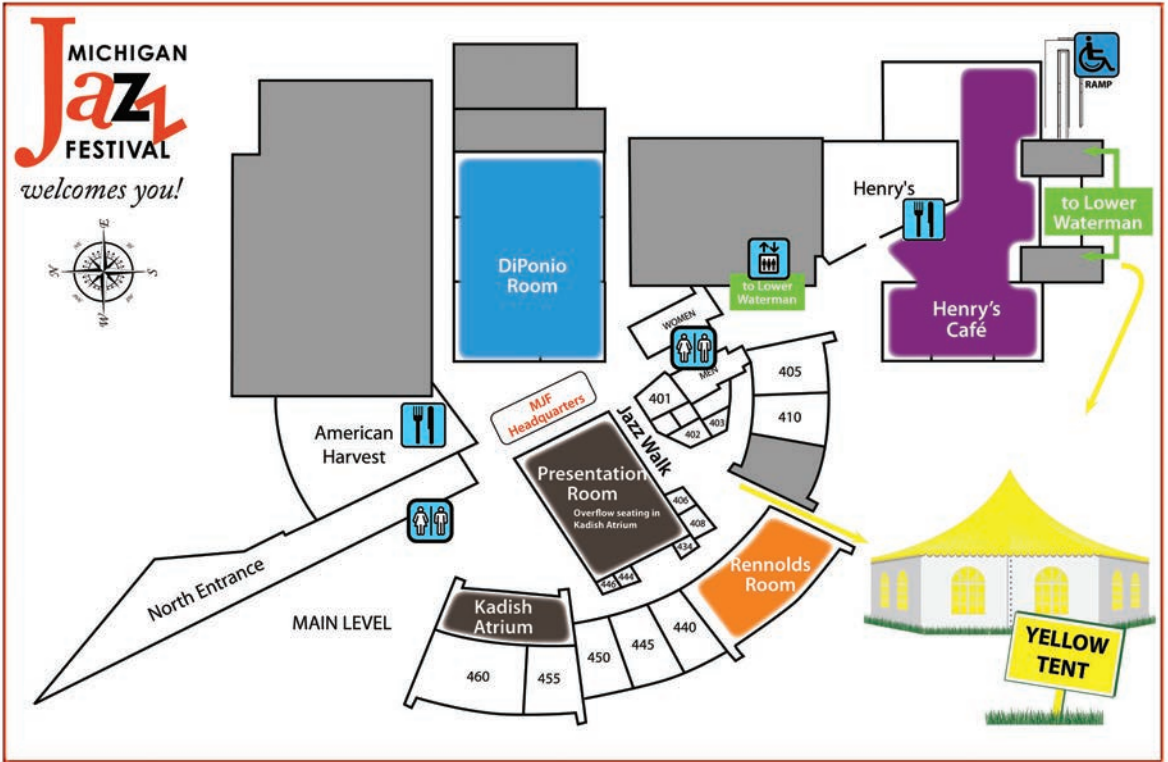 MICHIGAN
Jazz
FESTIVAL
welcomes you!
E
N
S
W
RAMP
Henry's
to Lower
Waterman
DiPonio
Room
to Lower
Waterman
Henry's
Café
WOMEN
MEN
405
401
410
403
402
MJF
Headquarters
Jazz Walk
American
Harvest
Presentation
Room
Overflow seating in
Kadish Atrium
406
408
434
444
446
Rennolds
Room
North Entrance
MAIN LEVEL
Kadish
Atrium
440
445
450
455
460
YELLOW
TENT